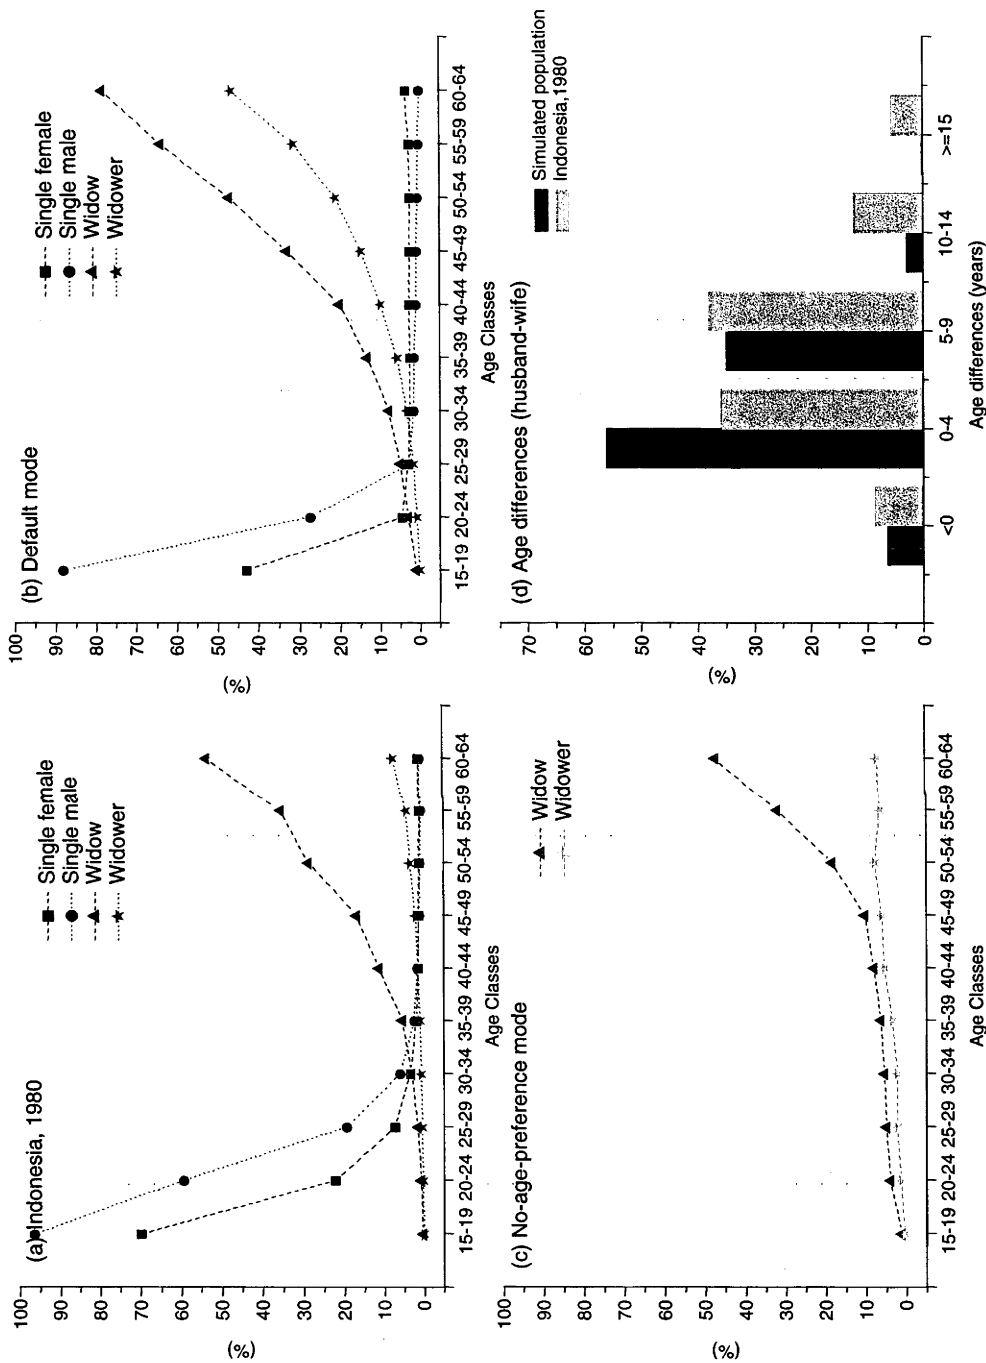 (a) Indonesia, 1980
Single female
Single male
Widow
Widower
(%)
100
90
80
70
60
50
40
30
20
10
0
15-19 20-24 25-29 30-34 35-39 40-44 45-49 50-54 55-59 60-64
Age Classes
(b) Default mode
Single female
Single male
Widow
Widower
(%)
100
90
80
70
60
50
40
30
20
10
0
15-19 20-24 25-29 30-34 35-39 40-44 45-49 50-54 55-59 60-64
Age Classes
(c) No-age-preference mode
Widow
Widower
(%)
100
90
80
70
60
50
40
30
20
10
0
15-19 20-24 25-29 30-34 35-39 40-44 45-49 50-54 55-59 60-64
Age Classes
(d) Age differences (husband-wife)
Simulated population
Indonesia,1980
(%)
70
60
50
40
30
20
10
0
<0 0-4 5-9 10-14 >=15
Age differences (years)